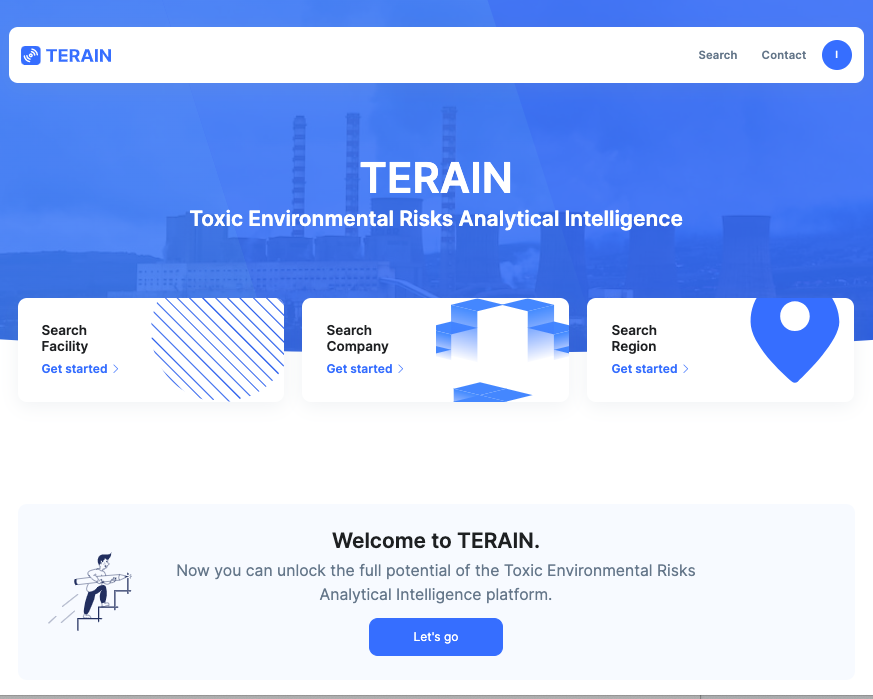 TERAIN
Search
Contact
I
TERAIN
Toxic Environmental Risks Analytical Intelligence
Search
Facility
Get started
Search
Company
Get started
Search
Region
Get started
Welcome to TERAIN.
Now you can unlock the full potential of the Toxic Environmental Risks
Analytical Intelligence platform.
Let's go